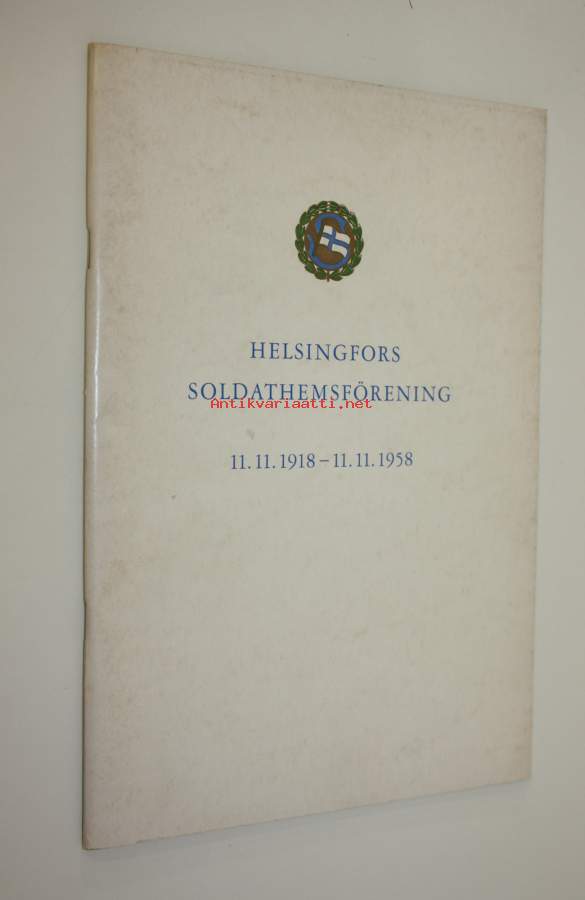 HELSINGFORS
SOLDATHEMSFÖRENING
Antikvariaatti.net
11.11.1918 – 11.11.1958